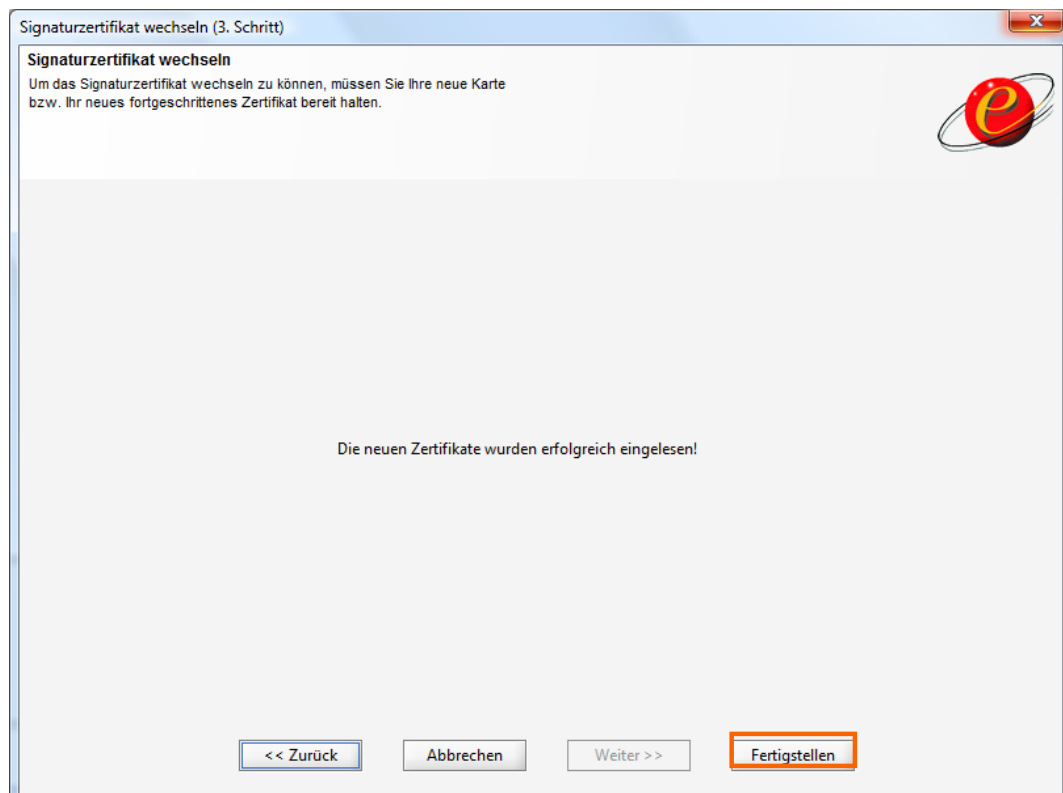 Signaturzertifikat wechseln (3. Schritt)
Signaturzertifikat wechseln
Um das Signaturzertifikat wechseln zu können, müssen Sie Ihre neue Karte
bzw. Ihr neues fortgeschrittenes Zertifikat bereit halten.
e
Die neuen Zertifikate wurden erfolgreich eingelesen!
<< Zurück
Abbrechen
Weiter >>
Fertigstellen